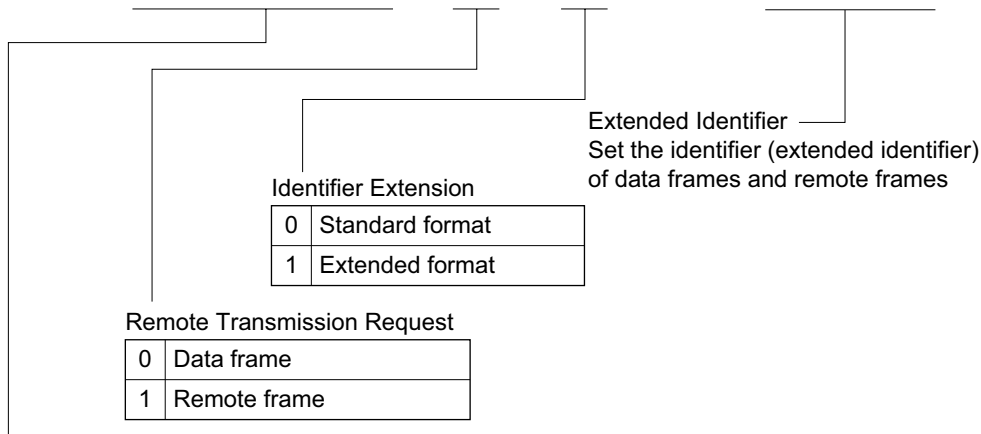 Extended Identifier
Set the identifier (extended identifier)
of data frames and remote frames
Identifier Extension
0 Standard format
1 Extended format
Remote Transmission Request
0 Data frame
1 Remote frame